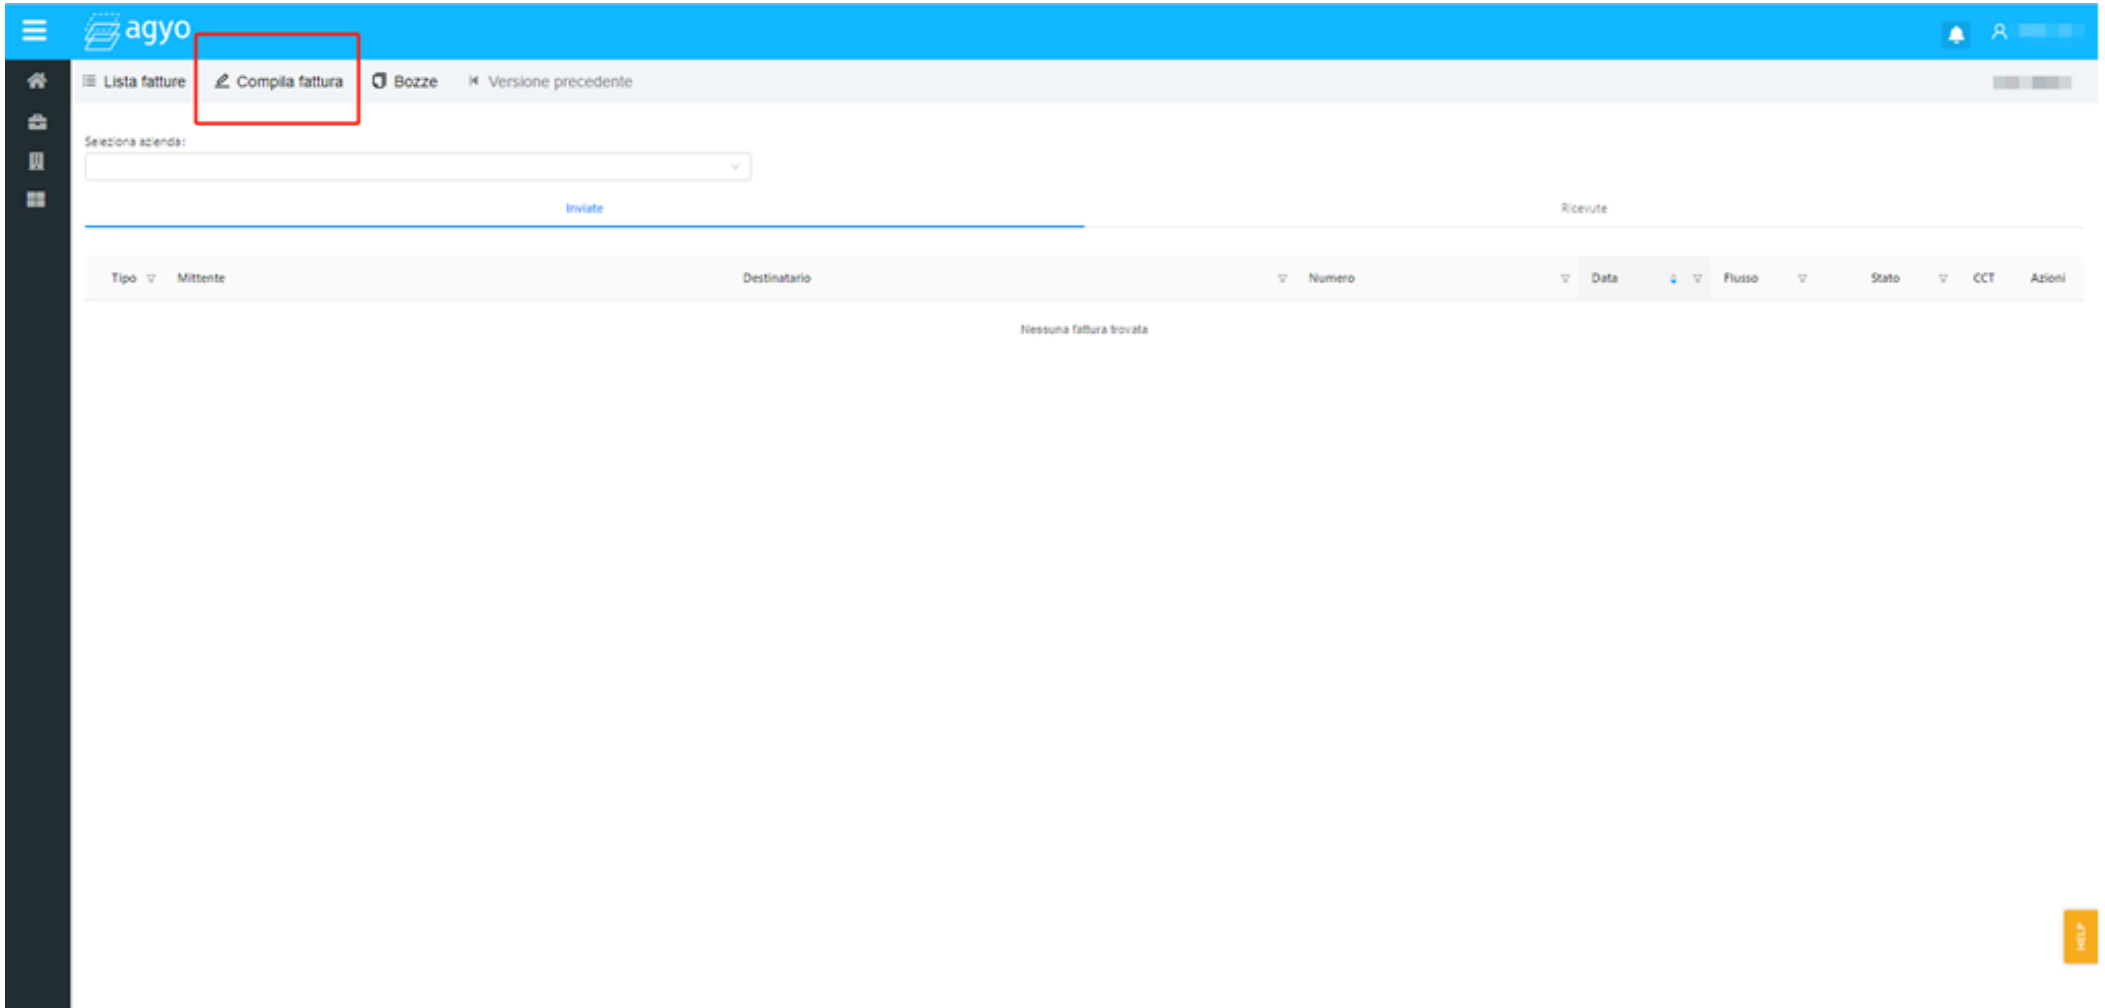 agyo
Lista fatture Compila fattura Bozze Versione precedente
Seleziona azienda:
Inviate Ricevute
Tipo Mittente Destinatario Numero Data Flusso Stato CCT Azioni
Nessuna fattura trovata
HELP